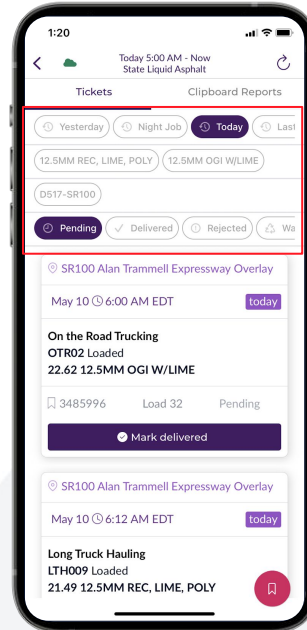 1:20
Today 5:00 AM - Now
State Liquid Asphalt
Tickets Clipboard Reports
Yesterday Night Job Today Last
12.5MM REC, LIME, POLY 12.5MM OGI W/LIME
D517-SR100
Pending Delivered Rejected Wa
SR100 Alan Trammell Expressway Overlay
May 10 6:00 AM EDT today
On the Road Trucking
OTR02 Loaded
22.62 12.5MM OGI W/LIME
3485996 Load 32 Pending
Mark delivered
SR100 Alan Trammell Expressway Overlay
May 10 6:12 AM EDT today
Long Truck Hauling
LTH009 Loaded
21.49 12.5MM REC, LIME, POLY